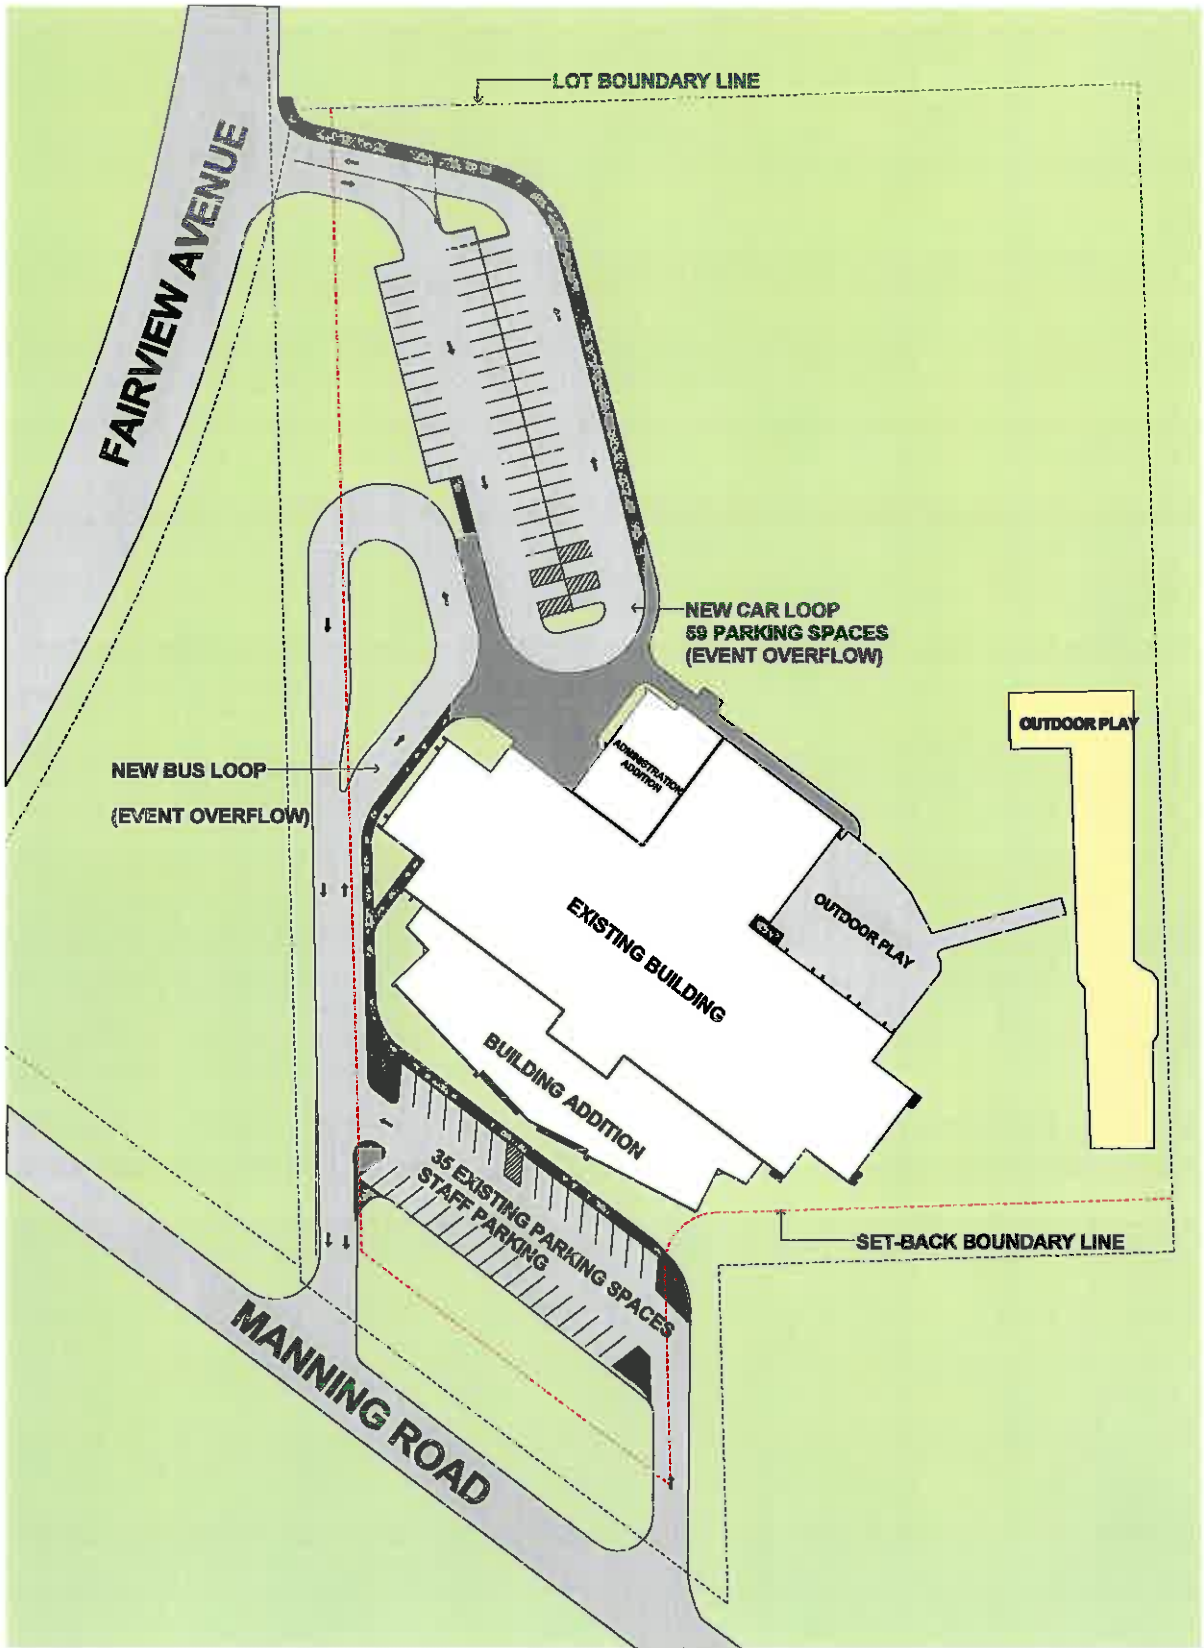 LOT BOUNDARY LINE
FAIRVIEW AVENUE
NEW CAR LOOP
59 PARKING SPACES
(EVENT OVERFLOW)
OUTDOOR PLAY
ADMINISTRATION
ADDITION
NEW BUS LOOP
(EVENT OVERFLOW)
OUTDOOR PLAY
EXISTING BUILDING
BUILDING ADDITION
35 EXISTING PARKING SPACES
STAFF PARKING
SET-BACK BOUNDARY LINE
MANNING ROAD